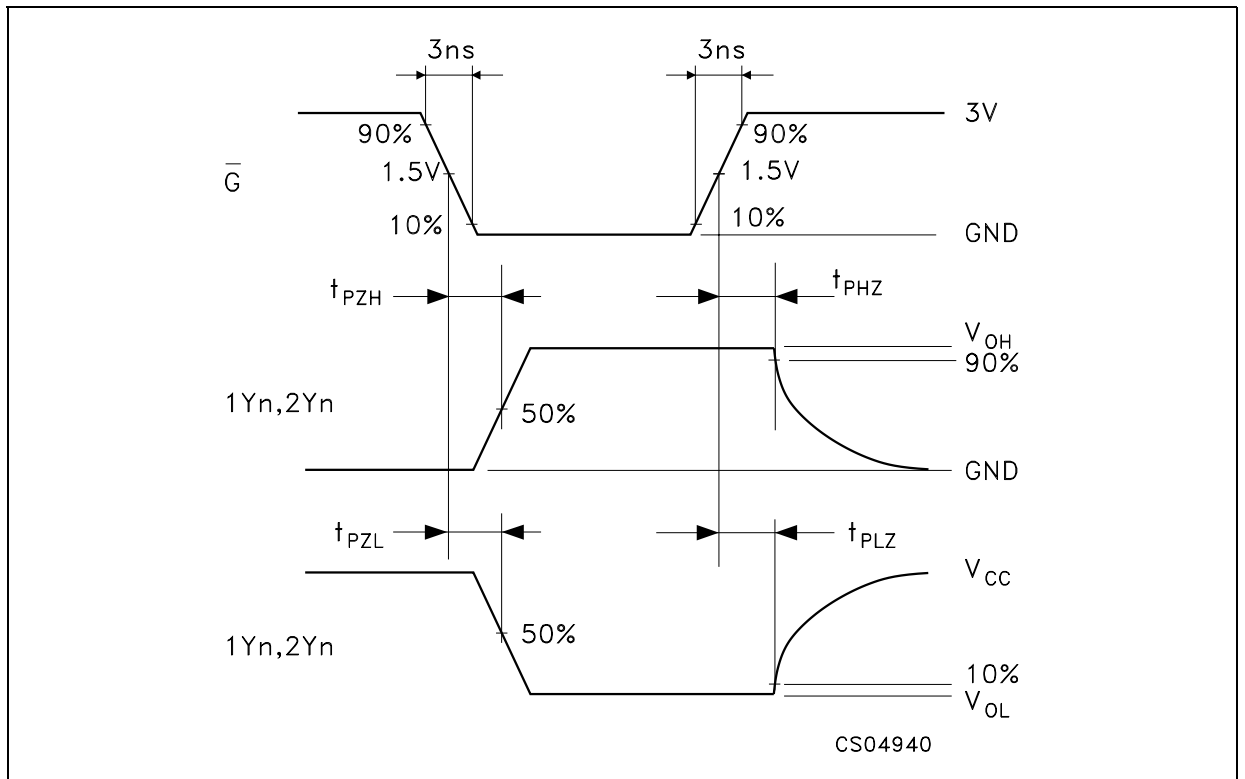 3ns 3ns
3V
90% 90%
G̅ 1.5V 1.5V
10% 10%
GND
tPZH tPHZ
VOH
90%
1Yn,2Yn 50%
GND
tPZL tPLZ
VCC
1Yn,2Yn 50%
10%
VOL
CS04940